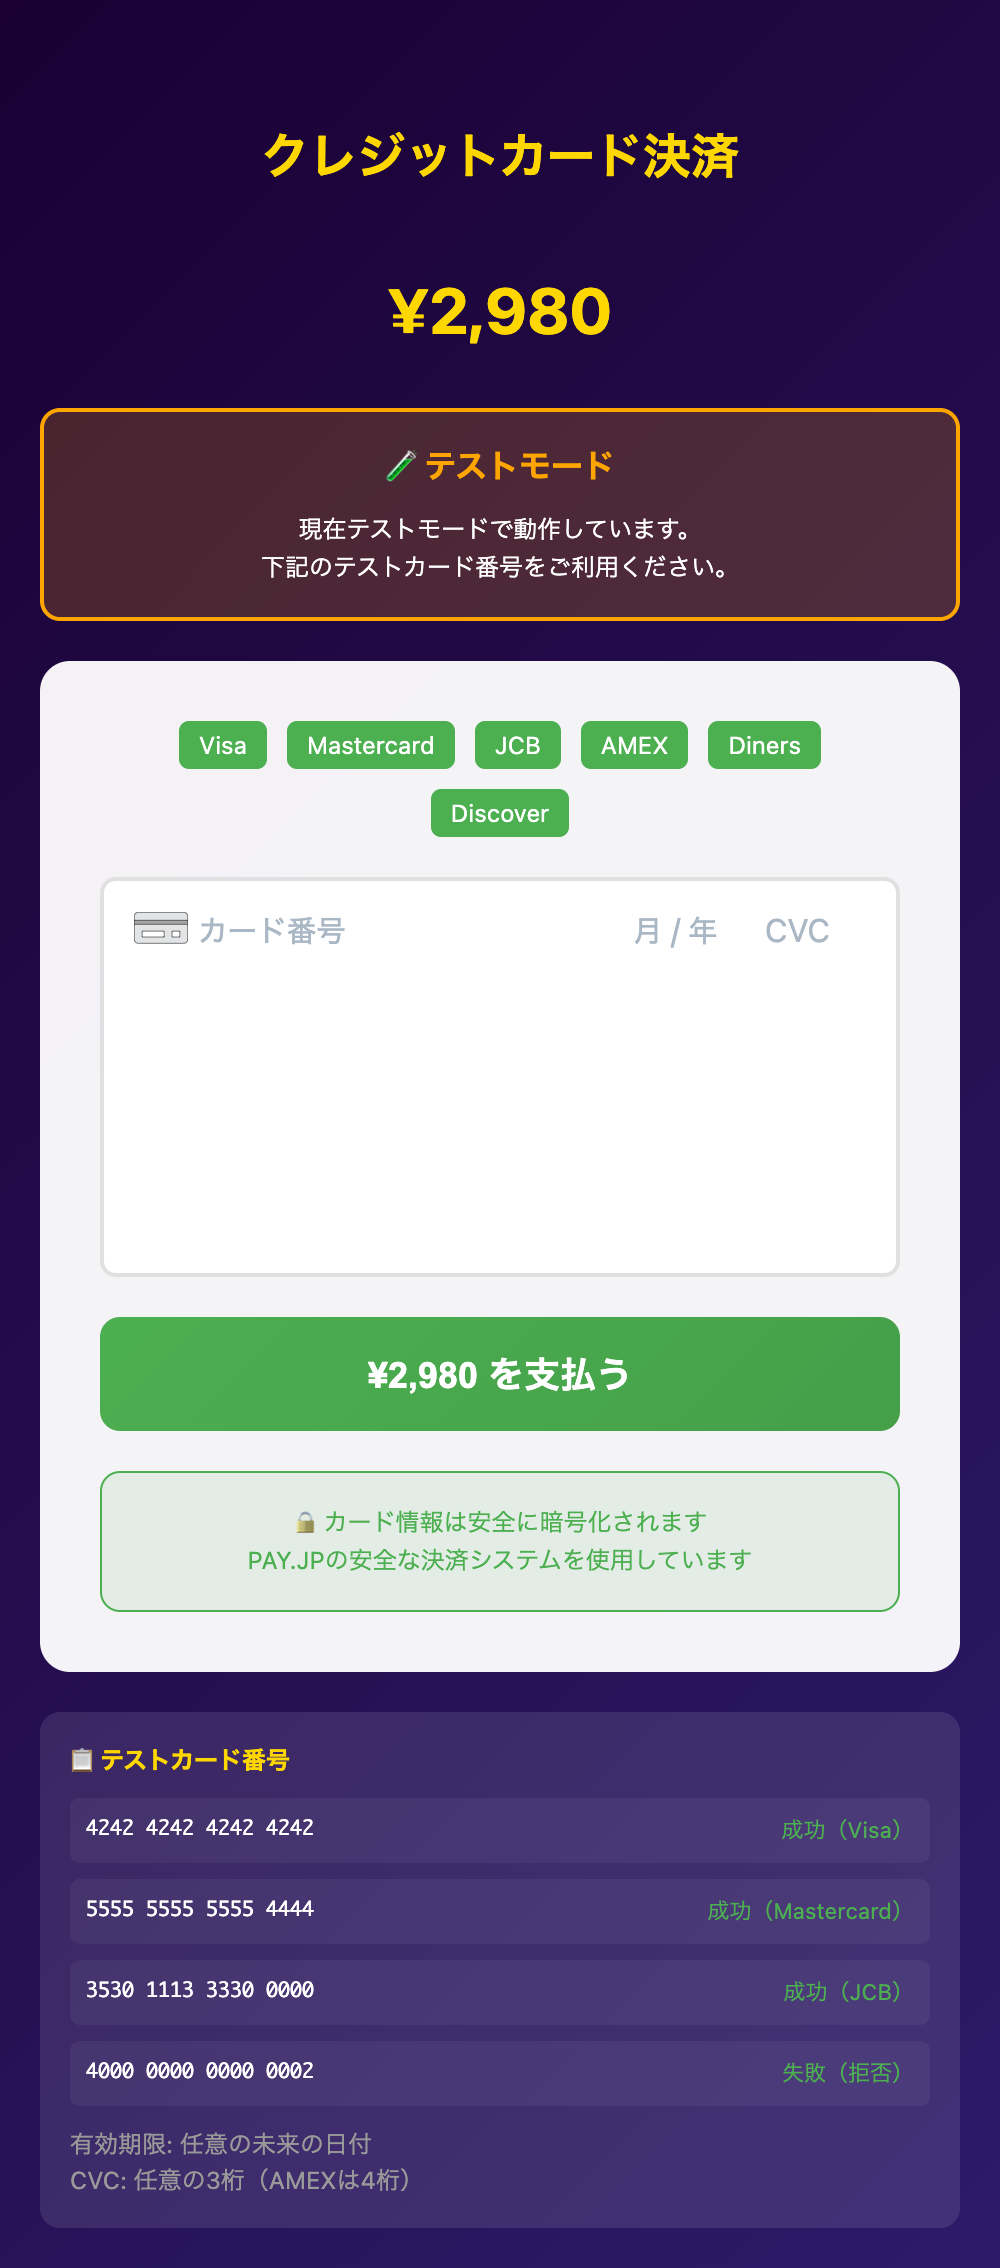 クレジットカード決済
¥2,980
🧪 テストモード
現在テストモードで動作しています。
下記のテストカード番号をご利用ください。
Visa Mastercard JCB AMEX Diners
Discover
カード番号 月 / 年 CVC
¥2,980 を支払う
🔒 カード情報は安全に暗号化されます
PAY.JPの安全な決済システムを使用しています
📋 テストカード番号
4242 4242 4242 4242 成功（Visa）
5555 5555 5555 4444 成功（Mastercard）
3530 1113 3330 0000 成功（JCB）
4000 0000 0000 0002 失敗（拒否）
有効期限: 任意の未来の日付
CVC: 任意の3桁（AMEXは4桁）